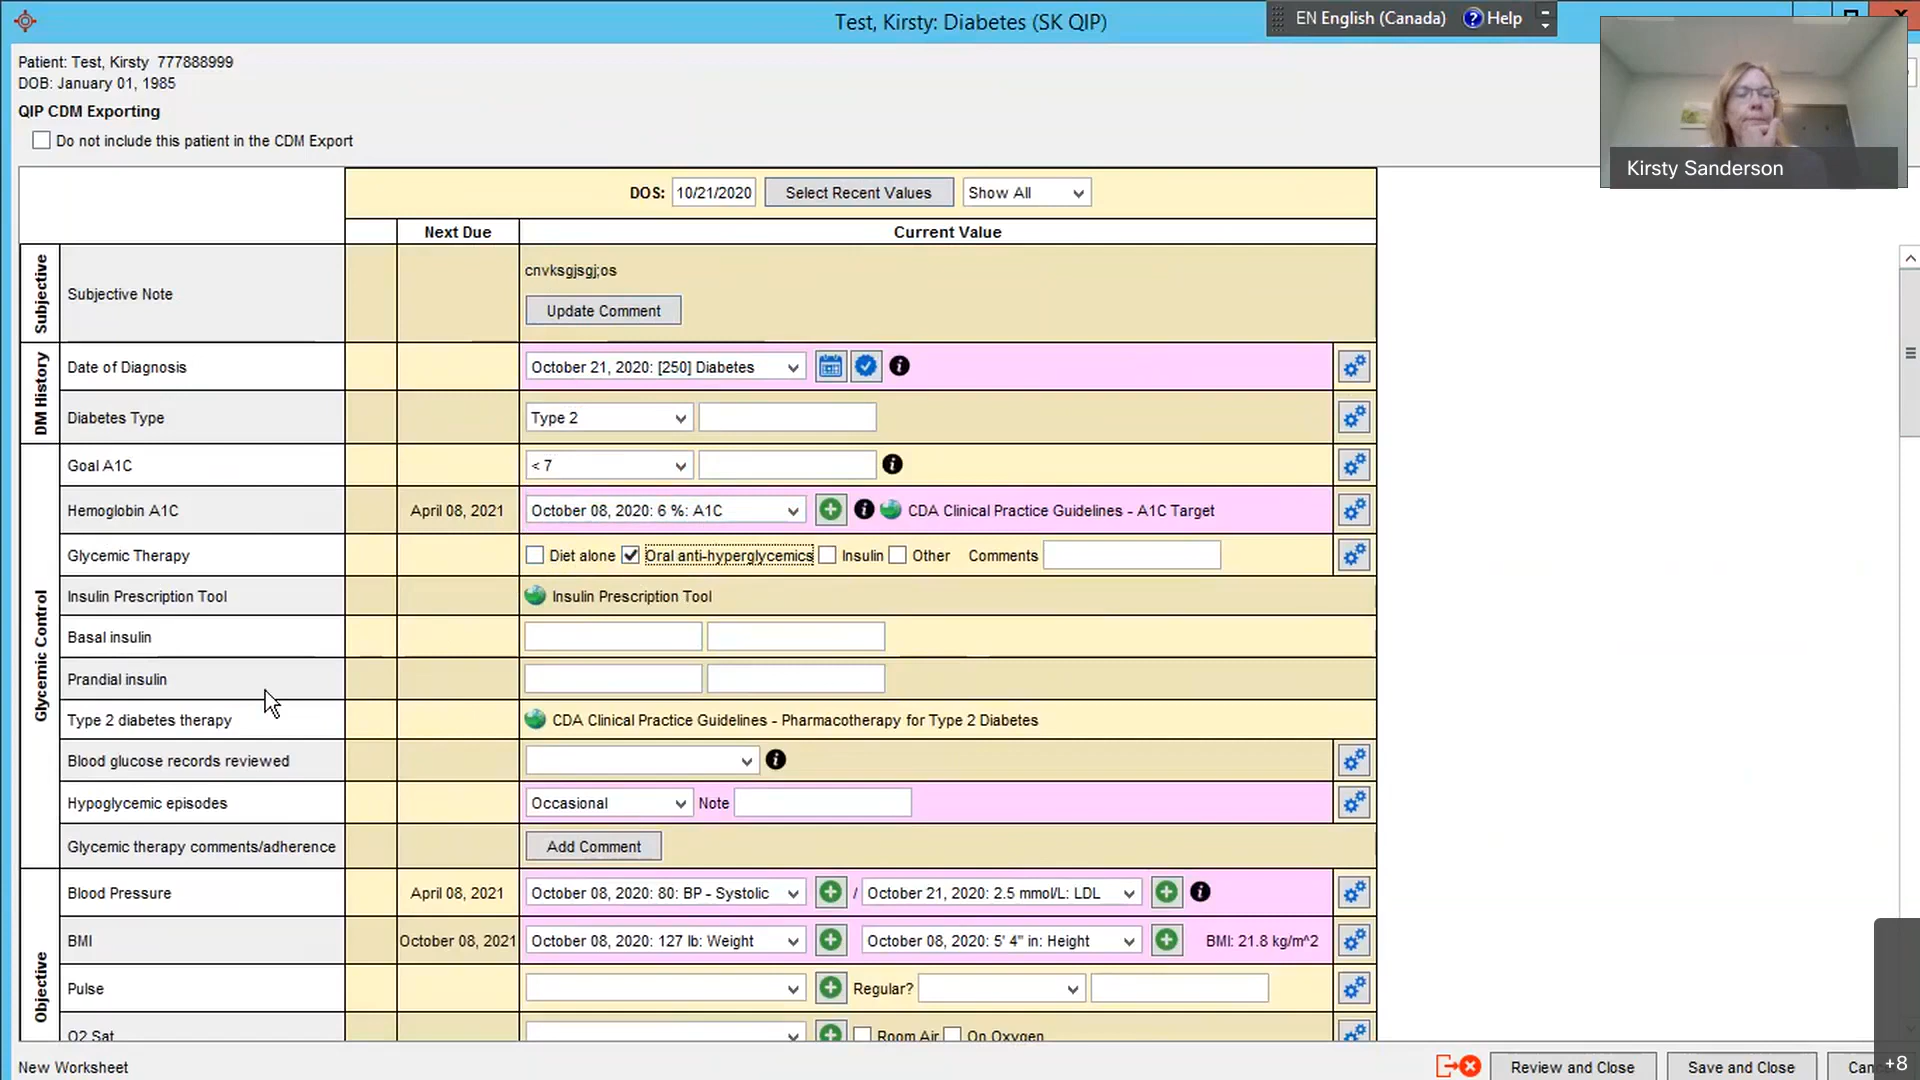 Test, Kirsty: Diabetes (SK QIP)
EN English (Canada) Help
Patient: Test, Kirsty 777888999
DOB: January 01, 1985
QIP CDM Exporting
Do not include this patient in the CDM Export
Kirsty Sanderson
DOS: 10/21/2020 Select Recent Values Show All
Next Due Current Value
Subjective
Subjective Note cnvksgjsgj;os
Update Comment
DM History
Date of Diagnosis October 21, 2020: [250] Diabetes
Diabetes Type Type 2
Glycemic Control
Goal A1C < 7
Hemoglobin A1C April 08, 2021 October 08, 2020: 6 %: A1C CDA Clinical Practice Guidelines - A1C Target
Glycemic Therapy Diet alone Oral anti-hyperglycemics Insulin Other Comments
Insulin Prescription Tool Insulin Prescription Tool
Basal insulin
Prandial insulin
Type 2 diabetes therapy CDA Clinical Practice Guidelines - Pharmacotherapy for Type 2 Diabetes
Blood glucose records reviewed
Hypoglycemic episodes Occasional Note
Glycemic therapy comments/adherence Add Comment
Objective
Blood Pressure April 08, 2021 October 08, 2020: 80: BP - Systolic / October 21, 2020: 2.5 mmol/L: LDL
BMI October 08, 2021 October 08, 2020: 127 lb: Weight October 08, 2020: 5' 4" in: Height BMI: 21.8 kg/m^2
Pulse Regular?
O2 Sat Room Air On Oxygen
New Worksheet Review and Close Save and Close Can
+8